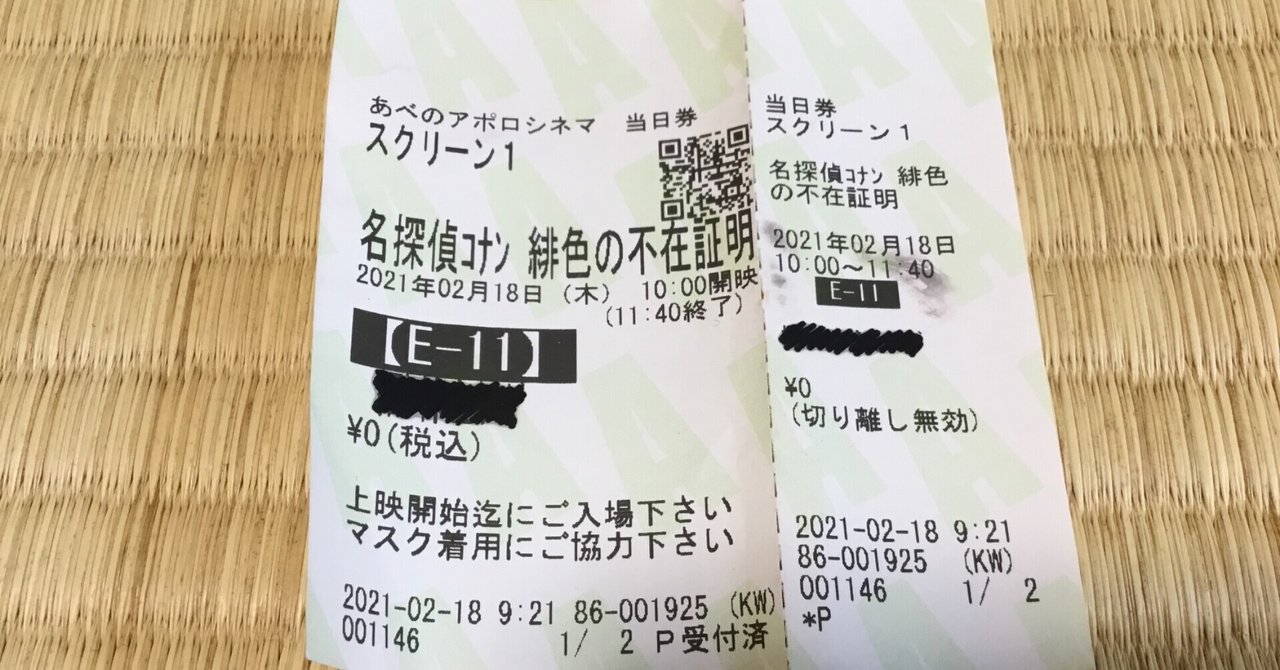 あべのアポロシネマ 当日券
スクリーン1
名探偵コナン 緋色の不在証明
2021年02月18日 (木) 10:00開映
(11:40終了)
【E-11】
¥0(税込)
上映開始迄にご入場下さい
マスク着用にご協力下さい
2021-02-18 9:21 86-001925 (KW)
001146 1/ 2 P受付済
当日券
スクリーン1
名探偵コナン 緋色
の不在証明
2021年02月18日
10:00～11:40
E-11
¥0
(切り離し無効)
2021-02-18 9:21
86-001925 (KW)
001146 1/ 2
*P